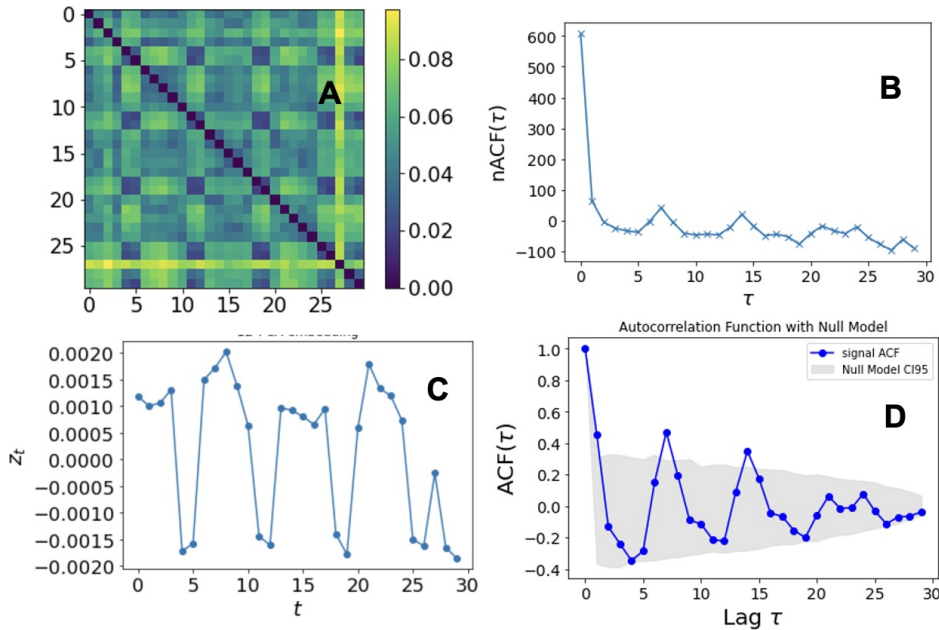 A
0
5
10
15
20
25
0 5 10 15 20 25
0.08
0.06
0.04
0.02
0.00
B
nACF(τ)
600
500
400
300
200
100
0
−100
0 5 10 15 20 25 30
τ
C
z_t
0.0020
0.0015
0.0010
0.0005
0.0000
−0.0005
−0.0010
−0.0015
−0.0020
0 5 10 15 20 25 30
t
Autocorrelation Function with Null Model
signal ACF
Null Model CI95
D
ACF(τ)
1.0
0.8
0.6
0.4
0.2
0.0
−0.2
−0.4
0 5 10 15 20 25 30
Lag τ